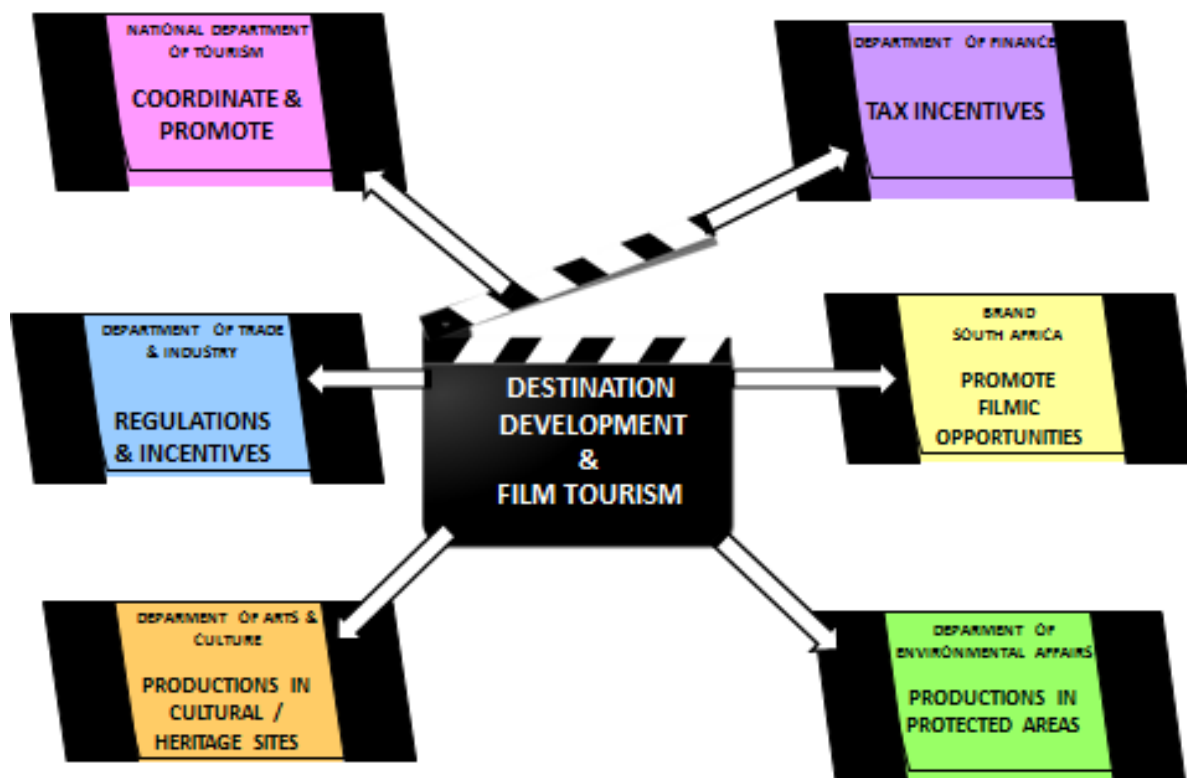 NATIONAL DEPARTMENT
OF TOURISM
COORDINATE &
PROMOTE
DEPARTMENT OF FINANCE
TAX INCENTIVES
DEPARTMENT OF TRADE
& INDUSTRY
REGULATIONS
& INCENTIVES
DESTINATION
DEVELOPMENT
&
FILM TOURISM
BRAND
SOUTH AFRICA
PROMOTE
FILMIC
OPPORTUNITIES
DEPARMENT OF ARTS &
CULTURE
PRODUCTIONS IN
CULTURAL /
HERITAGE SITES
DEPARMENT OF
ENVIRONMENTAL AFFAIRS
PRODUCTIONS IN
PROTECTED AREAS